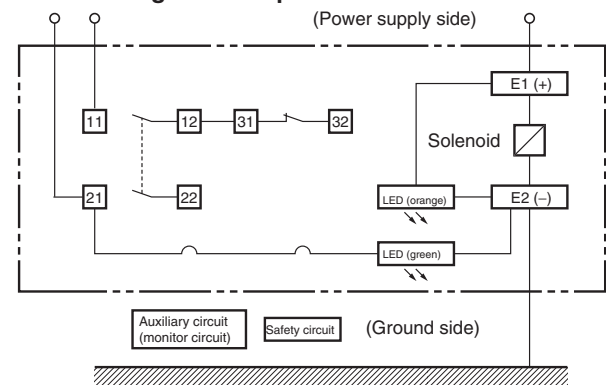 (Power supply side)
E1 (+)
11
12
31
32
Solenoid
21
22
LED (orange)
E2 (–)
LED (green)
Auxiliary circuit
(monitor circuit)
Safety circuit
(Ground side)